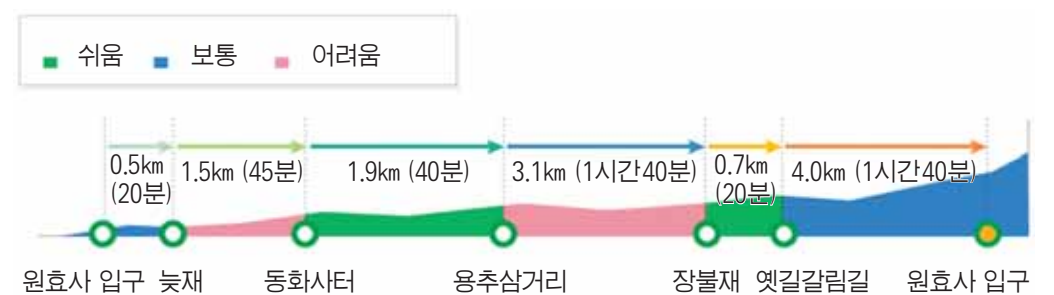 쉬움 보통 어려움
0.5㎞ 1.5㎞ (45분) 1.9㎞ (40분) 3.1㎞ (1시간40분) 0.7㎞ 4.0㎞ (1시간40분)
(20분) (20분)
원효사 입구 늦재 동화사터 용추삼거리 장불재 옛길갈림길 원효사 입구